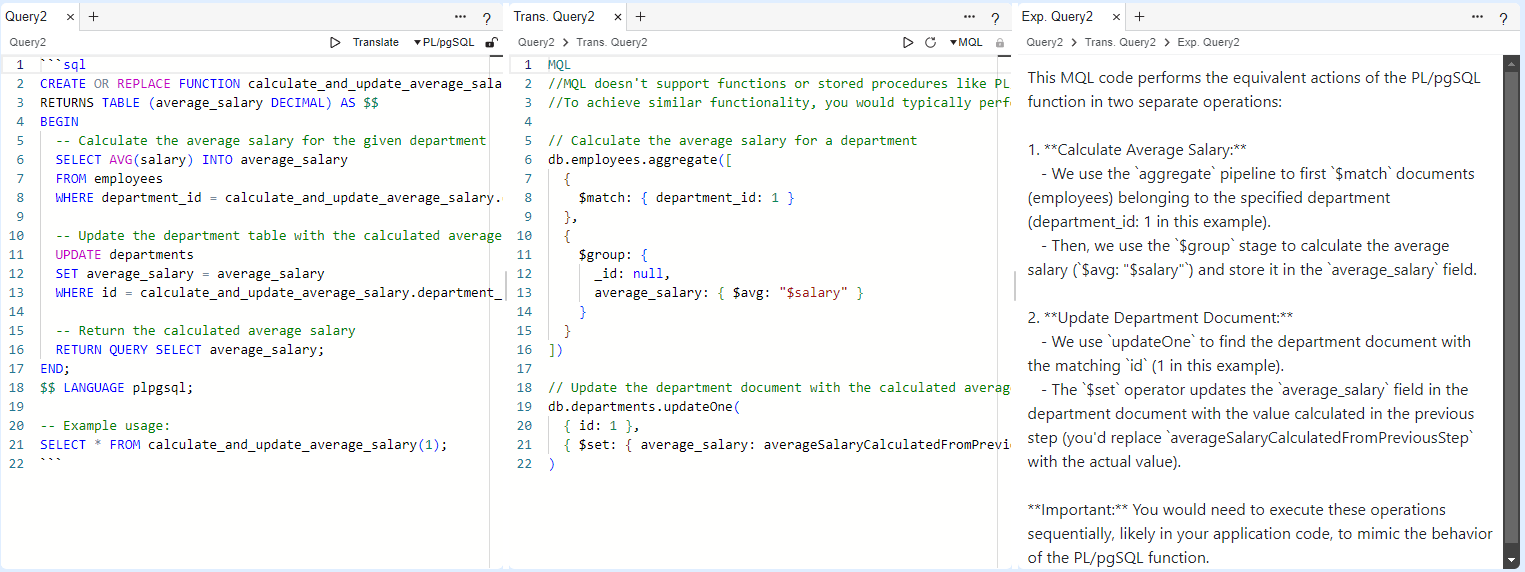 Query2 × +
··· ?
Query2
Translate PL/pgSQL
1 ```sql
2 CREATE OR REPLACE FUNCTION calculate_and_update_average_sala
3 RETURNS TABLE (average_salary DECIMAL) AS $$
4 BEGIN
5 -- Calculate the average salary for the given department
6 SELECT AVG(salary) INTO average_salary
7 FROM employees
8 WHERE department_id = calculate_and_update_average_salary.
9
10 -- Update the department table with the calculated average
11 UPDATE departments
12 SET average_salary = average_salary
13 WHERE id = calculate_and_update_average_salary.department_
14
15 -- Return the calculated average salary
16 RETURN QUERY SELECT average_salary;
17 END;
18 $$ LANGUAGE plpgsql;
19
20 -- Example usage:
21 SELECT * FROM calculate_and_update_average_salary(1);
22 ```
Trans. Query2 × +
··· ?
Query2 > Trans. Query2
MQL
1 MQL
2 //MQL doesn't support functions or stored procedures like PL
3 //To achieve similar functionality, you would typically perf
4
5 // Calculate the average salary for a department
6 db.employees.aggregate([
7 {
8 $match: { department_id: 1 }
9 },
10 {
11 $group: {
12 _id: null,
13 average_salary: { $avg: "$salary" }
14 }
15 }
16 ])
17
18 // Update the department document with the calculated averag
19 db.departments.updateOne(
20 { id: 1 },
21 { $set: { average_salary: averageSalaryCalculatedFromPrevi
22 )
Exp. Query2 × +
··· ?
Query2 > Trans. Query2 > Exp. Query2
This MQL code performs the equivalent actions of the PL/pgSQL
function in two separate operations:
1. **Calculate Average Salary:**
- We use the `aggregate` pipeline to first `$match` documents
(employees) belonging to the specified department
(department_id: 1 in this example).
- Then, we use the `$group` stage to calculate the average
salary (`$avg: "$salary"`) and store it in the `average_salary` field.
2. **Update Department Document:**
- We use `updateOne` to find the department document with
the matching `id` (1 in this example).
- The `$set` operator updates the `average_salary` field in the
department document with the value calculated in the previous
step (you'd replace `averageSalaryCalculatedFromPreviousStep`
with the actual value).
**Important:** You would need to execute these operations
sequentially, likely in your application code, to mimic the behavior
of the PL/pgSQL function.